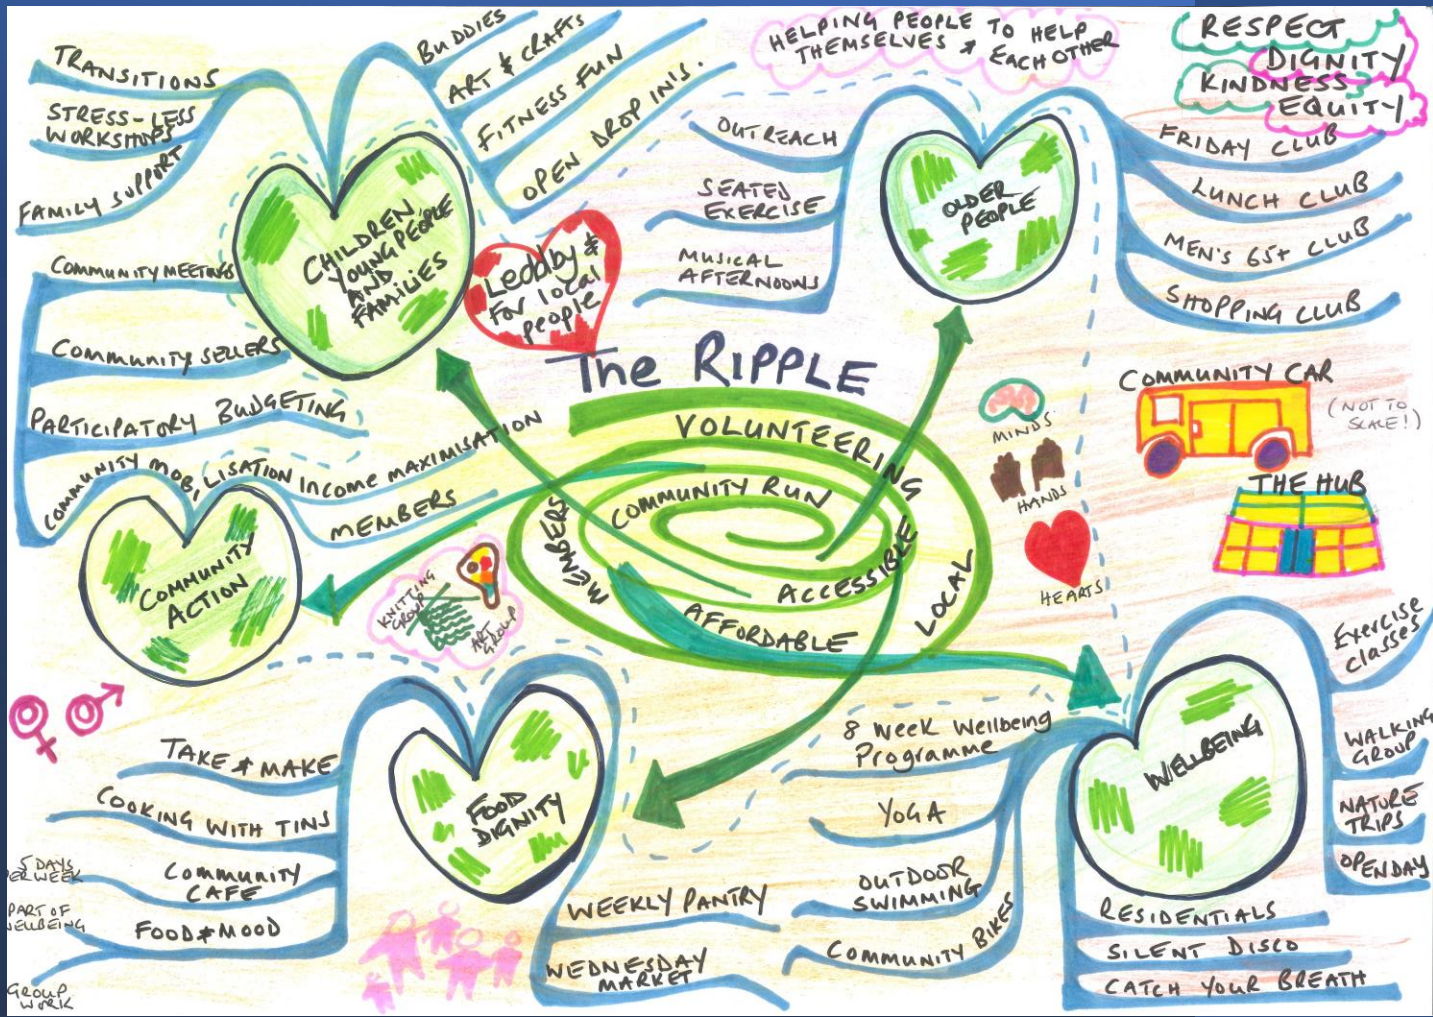 TRANSITIONS
STRESS-LESS
WORKSHOPS
FAMILY SUPPORT
BUDDIES
ART & CRAFTS
FITNESS FUN
OPEN DROP IN'S.
CHILDREN
YOUNG PEOPLE
AND
FAMILIES
Led by &
for local
people
HELPING PEOPLE TO HELP
THEMSELVES & EACH OTHER
RESPECT
DIGNITY
KINDNESS
EQUITY
OUTREACH
SEATED
EXERCISE
MUSICAL
AFTERNOONS
OLDER
PEOPLE
FRIDAY CLUB
LUNCH CLUB
MEN'S 65+ CLUB
SHOPPING CLUB
COMMUNITY MEETINGS
COMMUNITY SELLERS
PARTICIPATORY BUDGETING
COMMUNITY MOBILISATION
Income MAXIMISATION
MEMBERS
COMMUNITY
ACTION
The RIPPLE
VOLUNTEERING
COMMUNITY RUN
MEMBERS
ACCESSIBLE
AFFORDABLE
LOCAL
MINDS
HANDS
HEARTS
COMMUNITY CAR
(NOT TO
SCALE!)
THE HUB
KNITTING
GROUP
ART
GROUP
TAKE & MAKE
COOKING WITH TINS
COMMUNITY
CAFE
5 DAYS
PER WEEK
FOOD & MOOD
PART OF
WELLBEING
GROUP
WORK
FOOD
DIGNITY
WEEKLY PANTRY
WEDNESDAY
MARKET
8 week Wellbeing
Programme
YOGA
OUTDOOR
SWIMMING
COMMUNITY BIKES
WELLBEING
Exercise
classes
WALKING
GROUP
NATURE
TRIPS
OPENDAY
RESIDENTIALS
SILENT DISCO
CATCH YOUR BREATH